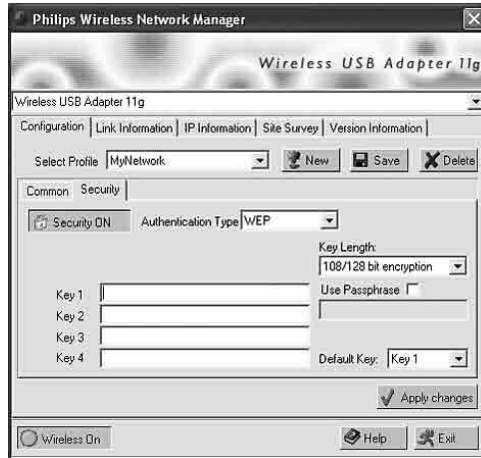 Philips Wireless Network Manager
Wireless USB Adapter 11g
Wireless USB Adapter 11g
Configuration Link Information IP Information Site Survey Version Information
Select Profile MyNetwork New Save Delete
Common Security
Security ON Authentication Type WEP
Key Length:
108/128 bit encryption
Key 1 Use Passphrase
Key 2
Key 3
Key 4 Default Key: Key 1
Apply changes
Wireless On Help Exit